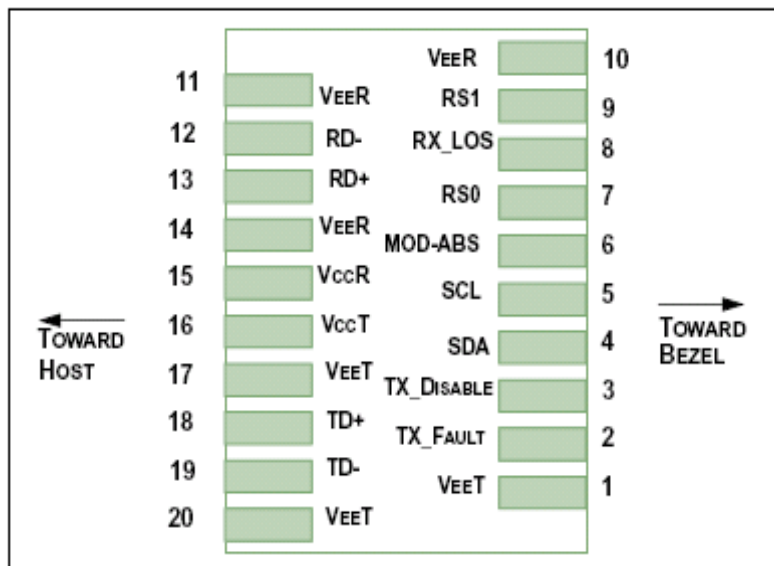 11 VEER
12 RD-
13 RD+
14 VEER
15 VCCR
16 VCCT
17 VEET
18 TD+
19 TD-
20 VEET
VEER 10
RS1 9
RX_LOS 8
RS0 7
MOD-ABS 6
SCL 5
SDA 4
TX_DISABLE 3
TX_FAULT 2
VEET 1
TOWARD
HOST
TOWARD
BEZEL